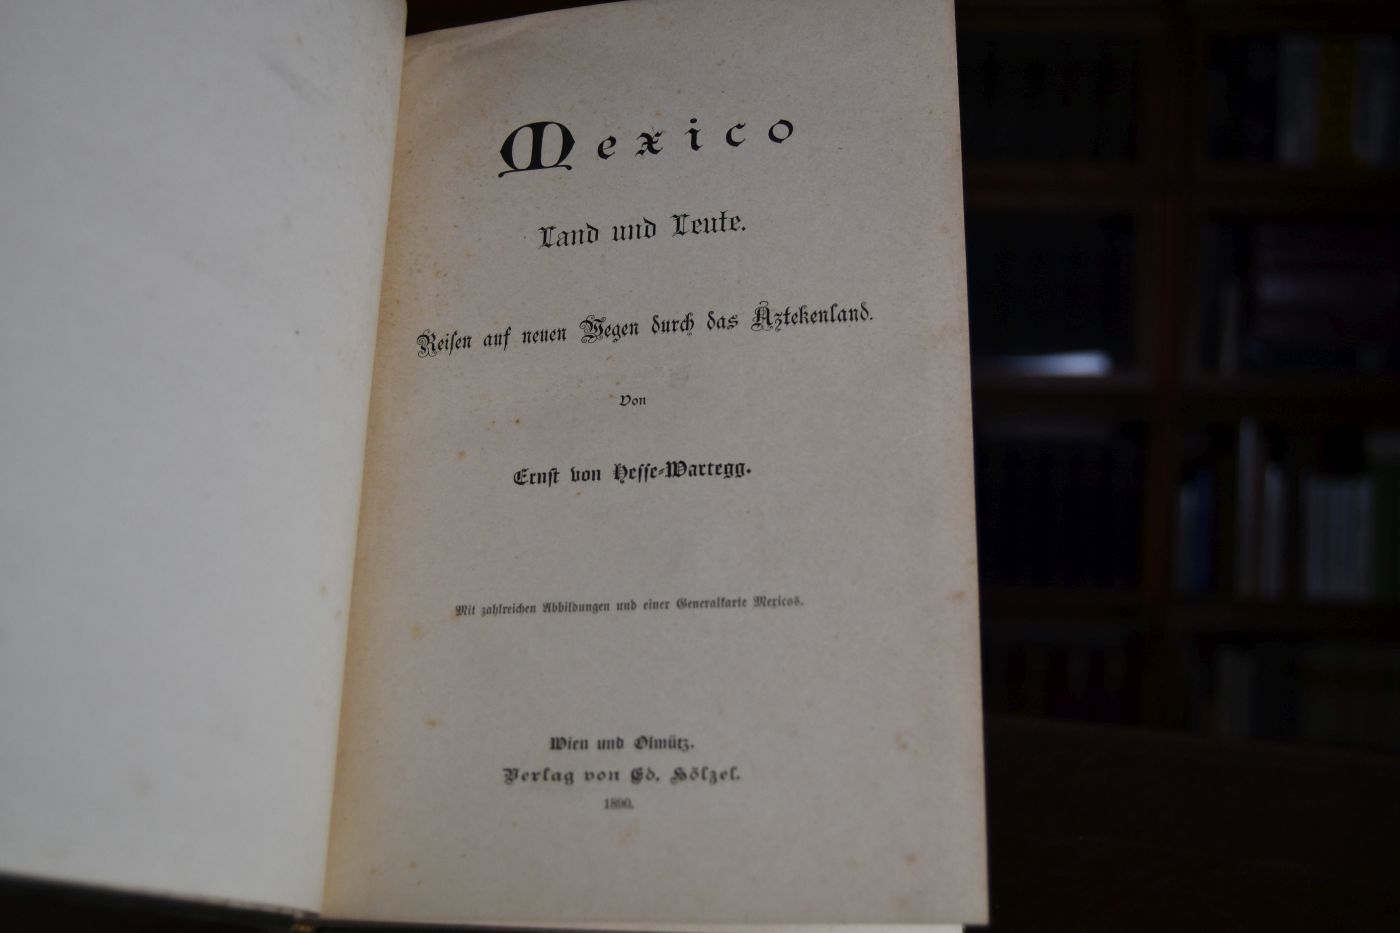 Mexico
Land und Leute.
Reisen auf neuen Wegen durch das Aztekenland.
Von
Ernst von Hesse-Wartegg.
Mit zahlreichen Abbildungen und einer Generalkarte Mexicos.
Wien und Olmütz.
Verlag von Ed. Hölzel.
1890.